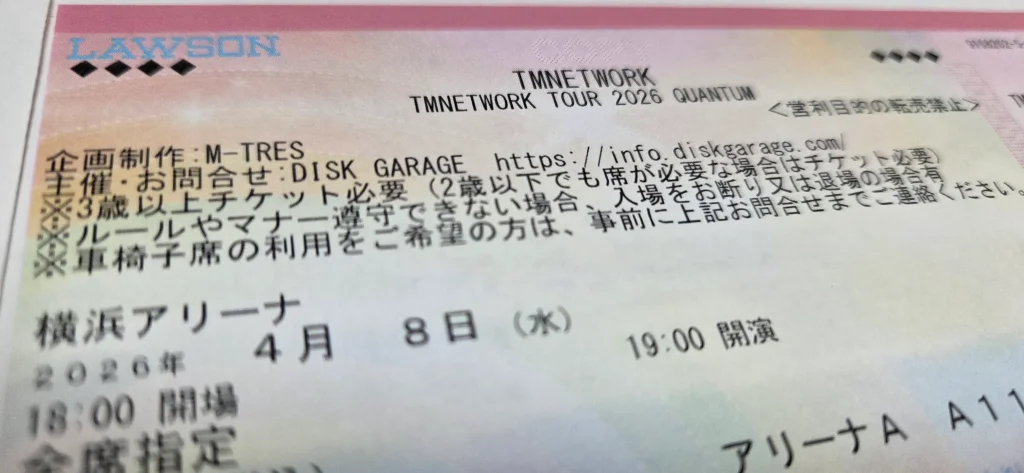 LAWSON
TMNETWORK
TMNETWORK TOUR 2026 QUANTUM
＜営利目的の転売禁止＞
企画制作:M-TRES
主催・お問合せ:DISK GARAGE https://info.diskgarage.com/
※3歳以上チケット必要（2歳以下でも席が必要な場合はチケット必要）
※ルールやマナー遵守できない場合、入場をお断り又は退場の場合有
※車椅子席の利用をご希望の方は、事前に上記お問合せまでご連絡ください。
横浜アリーナ
2026年 4月 8日（水） 19:00 開演
18:00 開場
全席指定
アリーナA A11